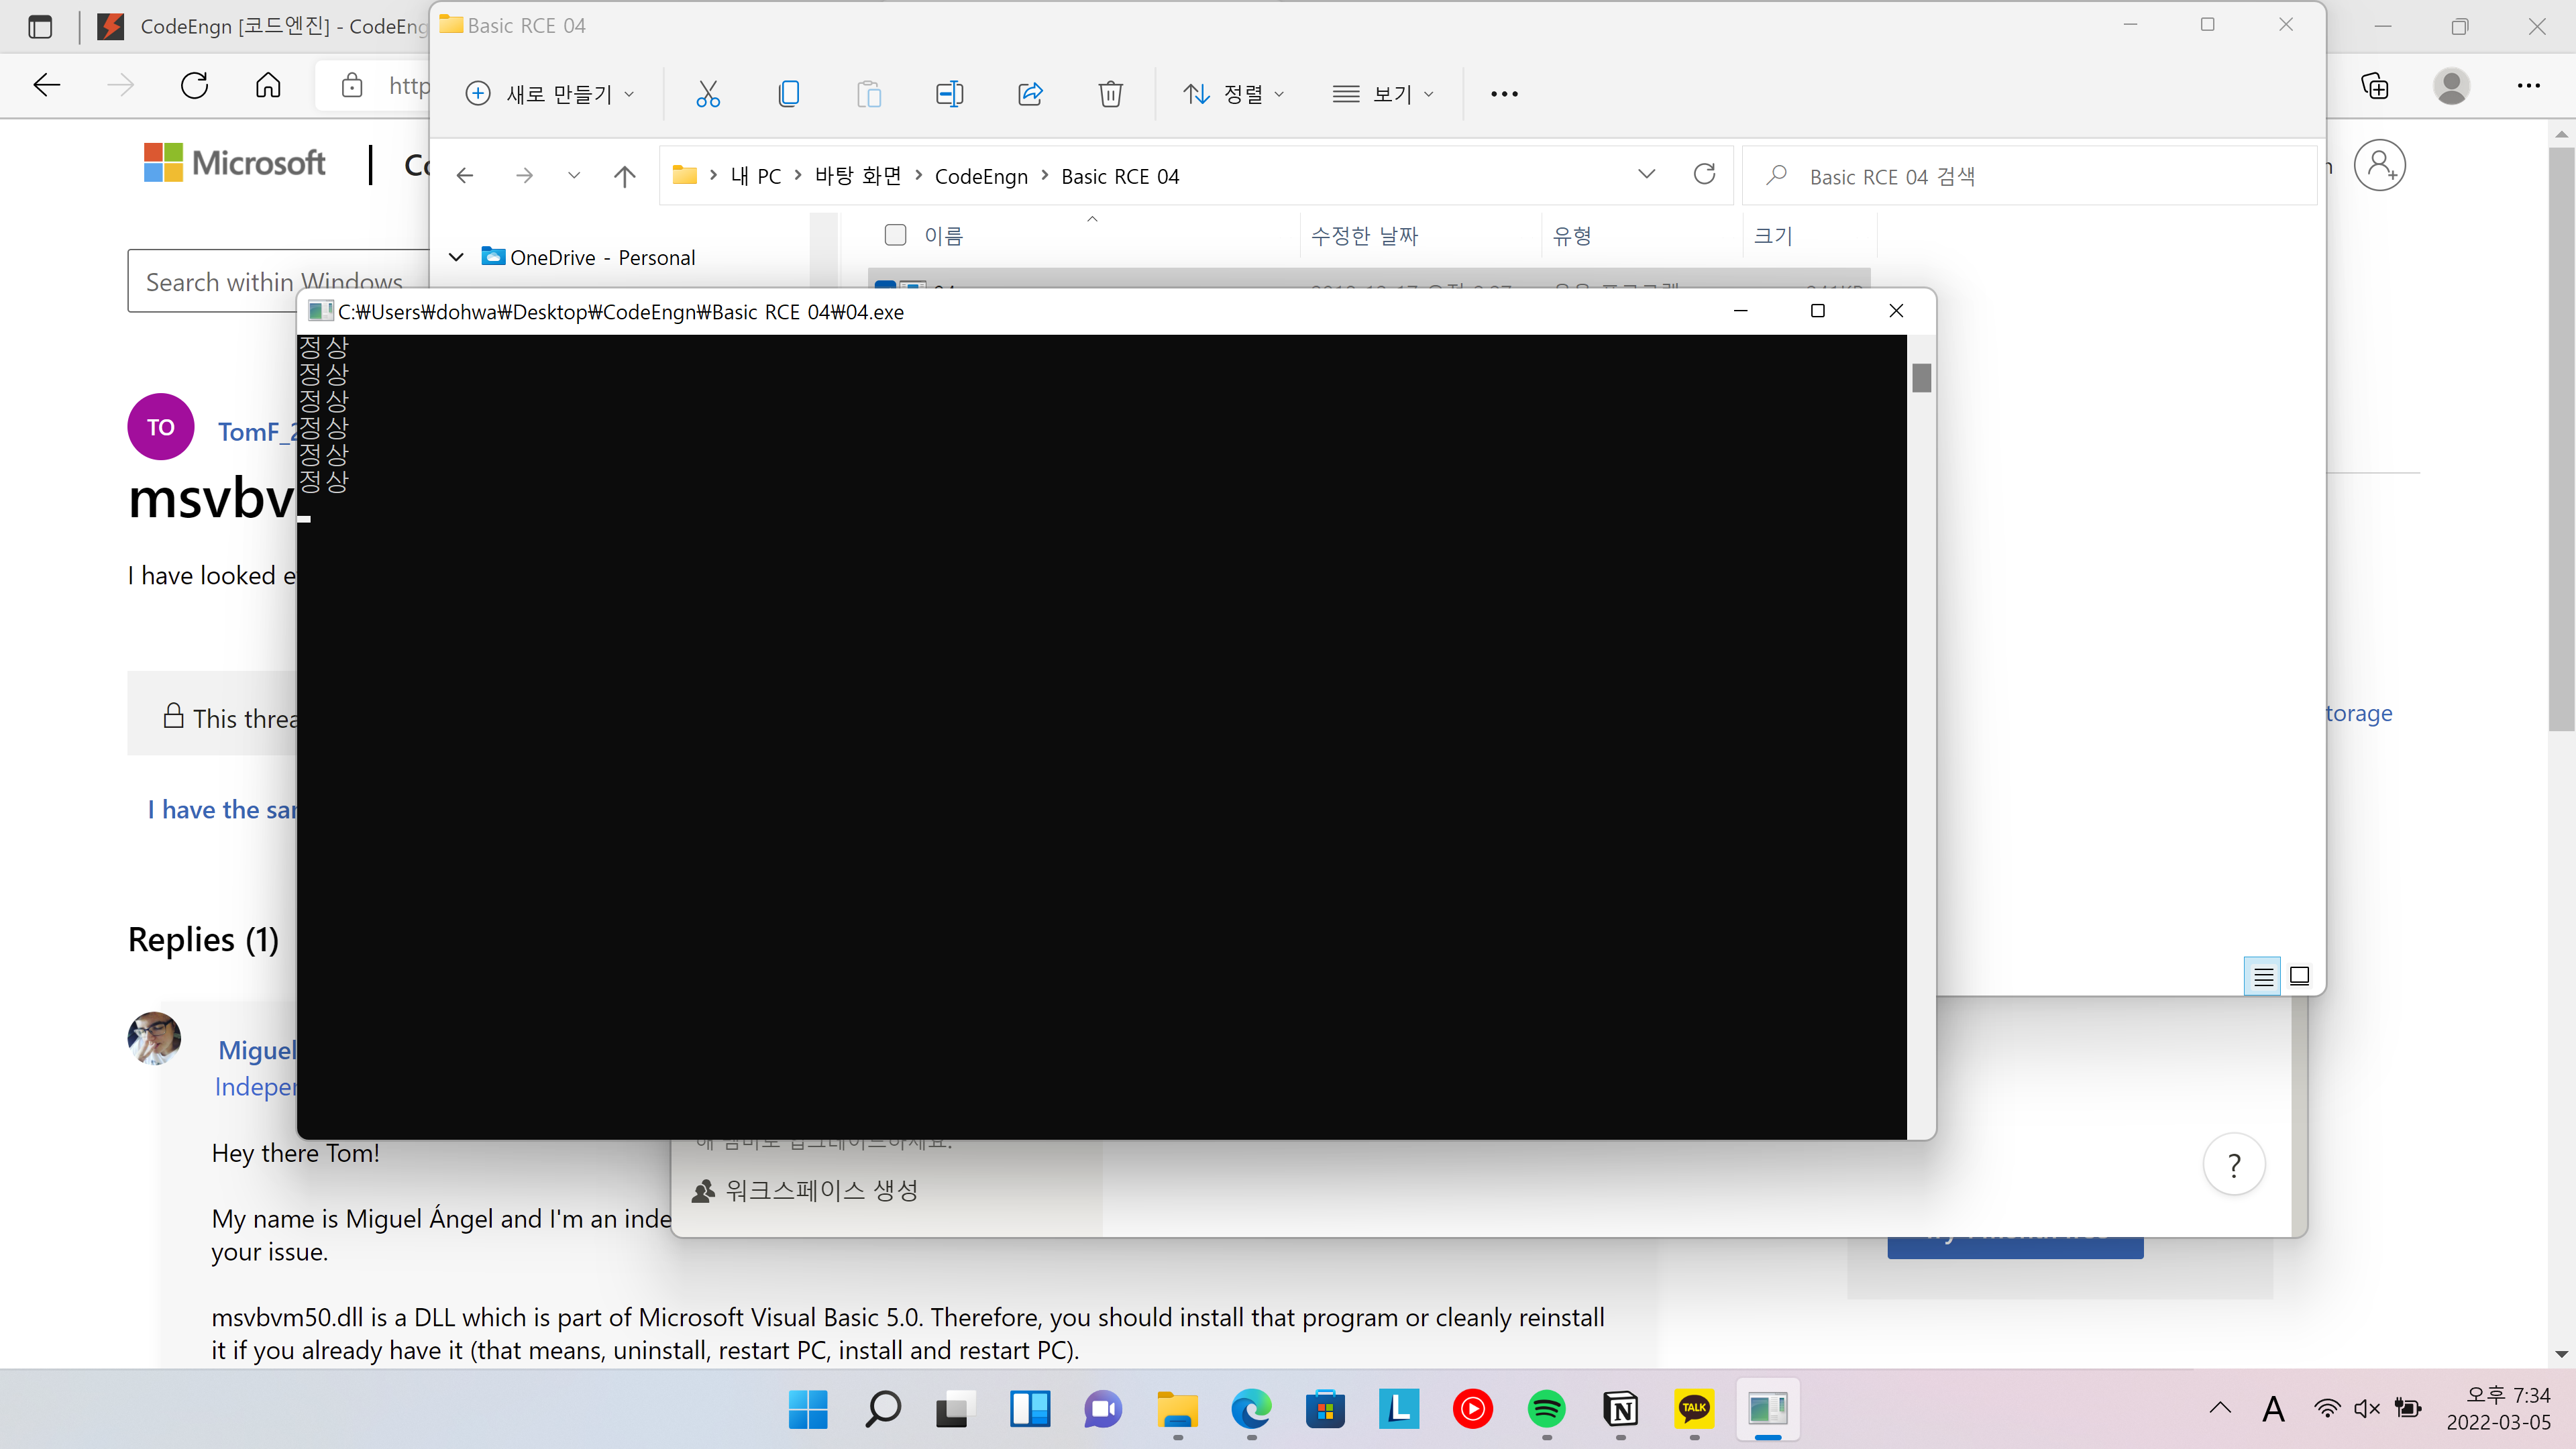 CodeEngn [코드엔진] - CodeEng
Basic RCE 04
http
새로 만들기
정렬
보기
Microsoft
내 PC > 바탕 화면 > CodeEngn > Basic RCE 04
Basic RCE 04 검색
이름
수정한 날짜
유형
크기
OneDrive - Personal
Search within Windows
C:₩Users₩dohwa₩Desktop₩CodeEngn₩Basic RCE 04₩04.exe
정상
정상
정상
정상
정상
정상
TO
TomF_2
msvbv
I have looked e
This threa
torage
I have the sar
Replies (1)
Miguel
Indeper
Hey there Tom!
워크스페이스 생성
?
My name is Miguel Ángel and I'm an inde
your issue.
msvbvm50.dll is a DLL which is part of Microsoft Visual Basic 5.0. Therefore, you should install that program or cleanly reinstall
it if you already have it (that means, uninstall, restart PC, install and restart PC).
L
N
TALK
A
오후 7:34
2022-03-05